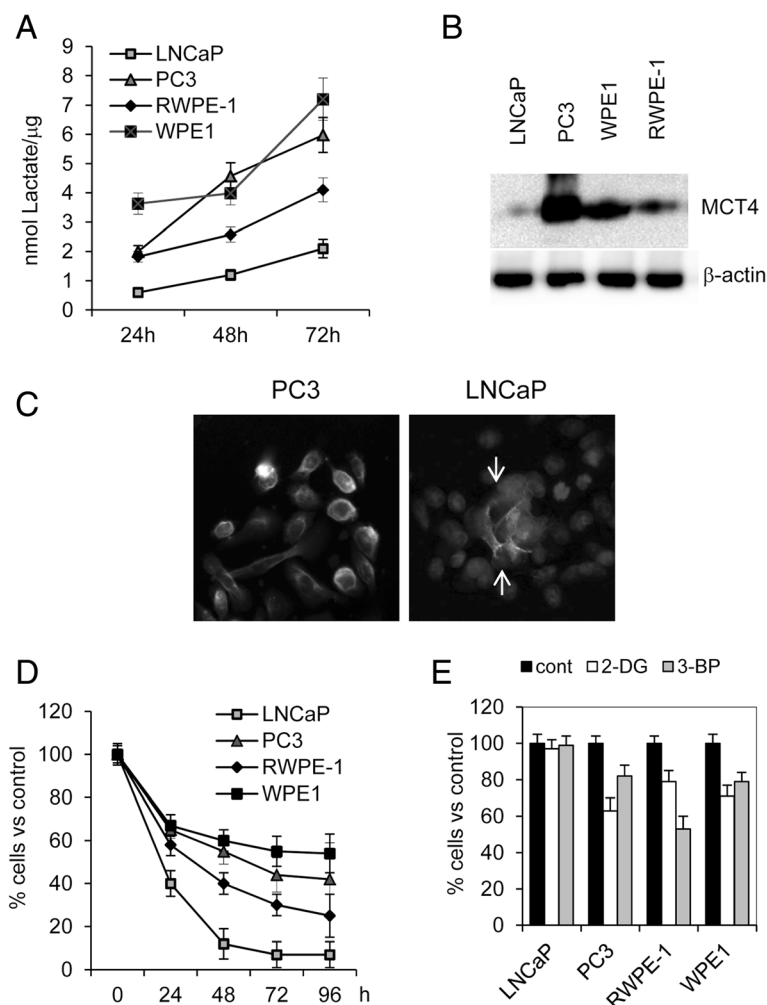 A
nmol Lactate/μg
9
8
7
6
5
4
3
2
1
0
LNCaP
PC3
RWPE-1
WPE1
24h 48h 72h
B
LNCaP PC3 WPE1 RWPE-1
MCT4
β-actin
C
PC3 LNCaP
D
% cells vs control
120
100
80
60
40
20
0
LNCaP
PC3
RWPE-1
WPE1
0 24 48 72 96 h
E
cont 2-DG 3-BP
% cells vs control
120
100
80
60
40
20
0
LNCaP PC3 RWPE-1 WPE1